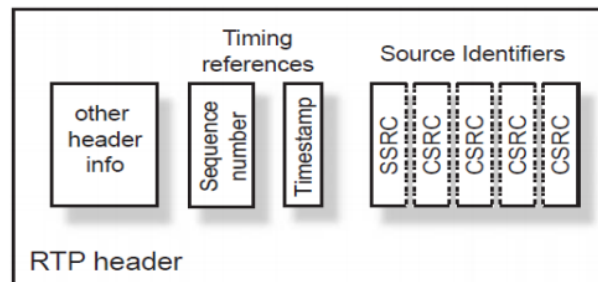 Timing
references
Source Identifiers
other
header
info
Sequence
number
Timestamp
SSRC
CSRC
CSRC
CSRC
CSRC
RTP header